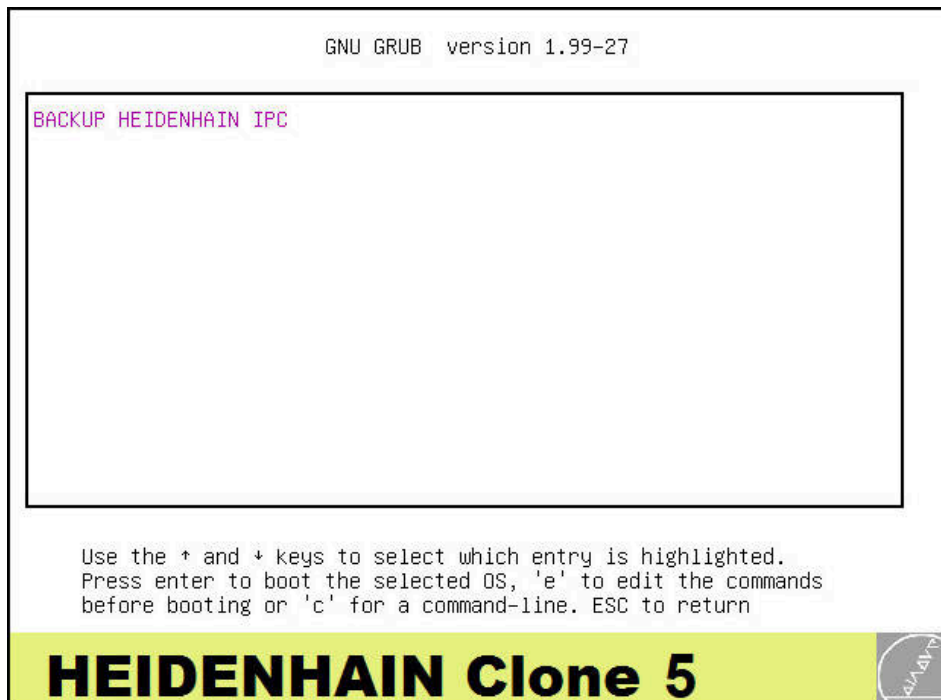 GNU GRUB  version 1.99-27
BACKUP HEIDENHAIN IPC
Use the ↑ and ↓ keys to select which entry is highlighted.
Press enter to boot the selected OS, 'e' to edit the commands
before booting or 'c' for a command-line. ESC to return
HEIDENHAIN Clone 5